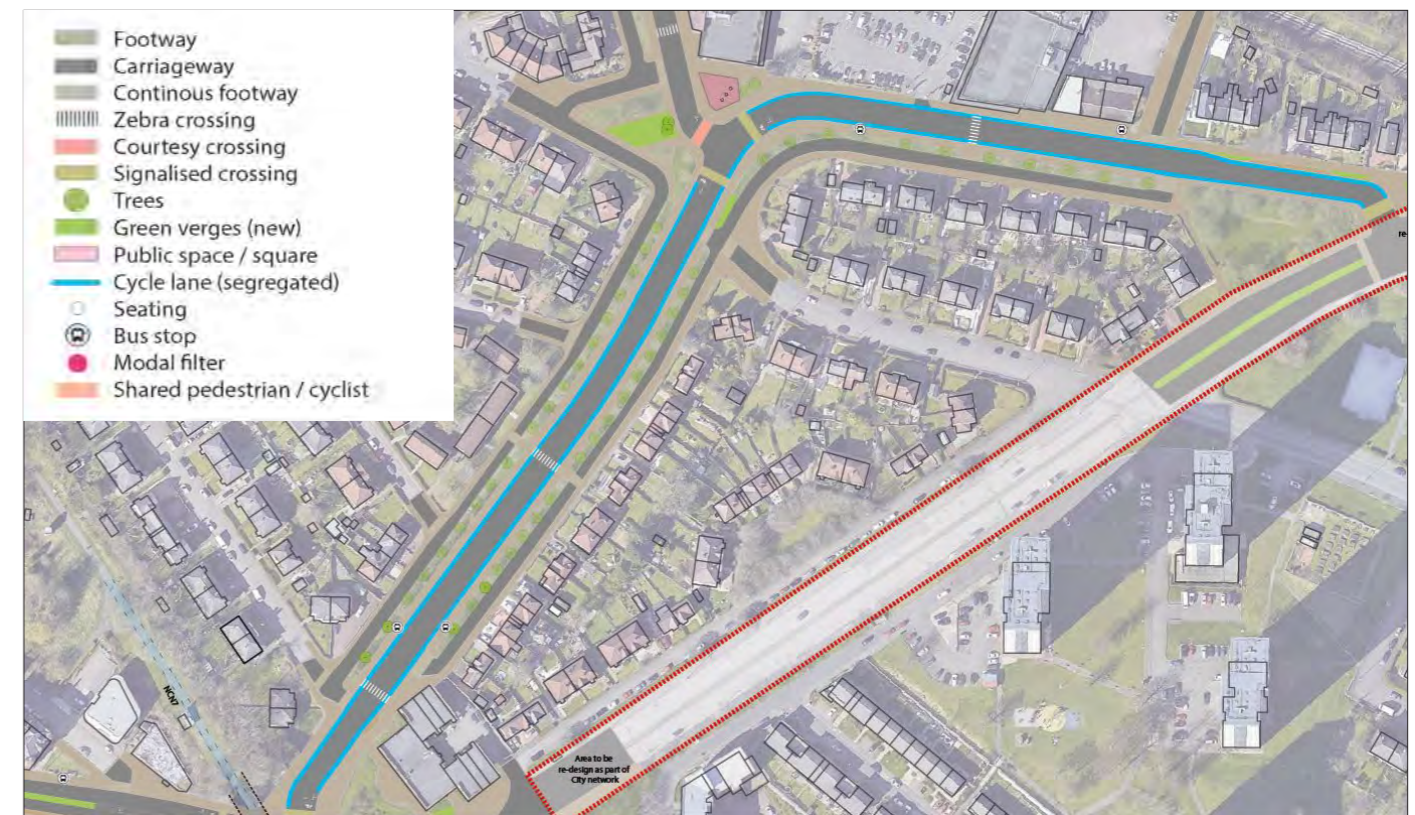 Footway
Carriageway
Continous footway
Zebra crossing
Courtesy crossing
Signalised crossing
Trees
Green verges (new)
Public space / square
Cycle lane (segregated)
Seating
Bus stop
Modal filter
Shared pedestrian / cyclist
re-
NCN7
Area to be
re-design as part of
City network